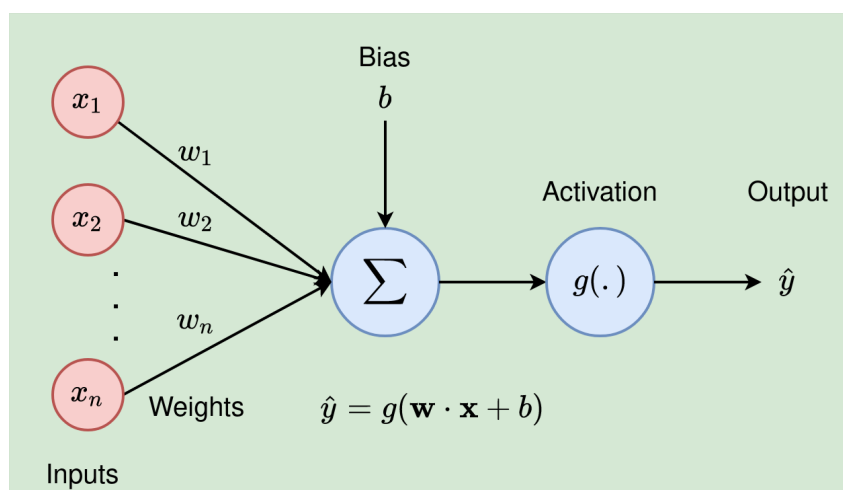 Bias
b
x₁
w₁
Activation
Output
x₂
w₂
∑
g(.)
ŷ
.
.
.
wₙ
xₙ
Weights
ŷ = g(w · x + b)
Inputs